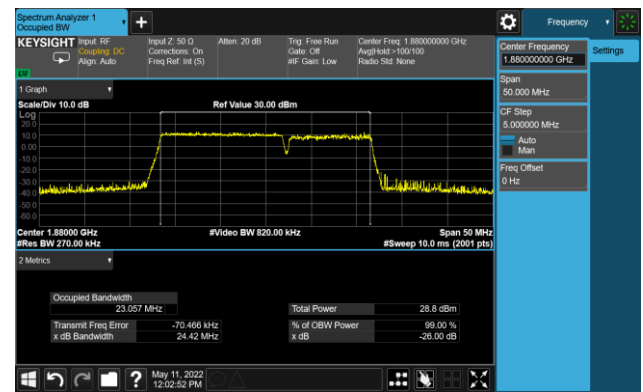 Spectrum Analyzer 1
Occupied BW
Frequency
KEYSIGHT
Input: RF
Coupling: DC
Align: Auto
Input Z: 50 Ω
Corrections: On
Freq Ref: Int (S)
Atten: 20 dB
Trig: Free Run
Gate: Off
#IF Gain: Low
Center Freq: 1.880000000 GHz
Avg|Hold:>100/100
Radio Std: None
Center Frequency
1.880000000 GHz
Settings
Span
50.000 MHz
CF Step
5.000000 MHz
Auto
Man
Freq Offset
0 Hz
1 Graph
Scale/Div 10.0 dB
Ref Value 30.00 dBm
Log
20.0
10.0
0.00
-10.0
-20.0
-30.0
-40.0
-50.0
-60.0
Center 1.88000 GHz
#Video BW 820.00 kHz
Span 50 MHz
#Res BW 270.00 kHz
#Sweep 10.0 ms (2001 pts)
2 Metrics
Occupied Bandwidth
23.057 MHz
Total Power
28.8 dBm
Transmit Freq Error
-70.466 kHz
% of OBW Power
99.00 %
x dB Bandwidth
24.42 MHz
x dB
-26.00 dB
?
May 11, 2022
12:02:52 PM